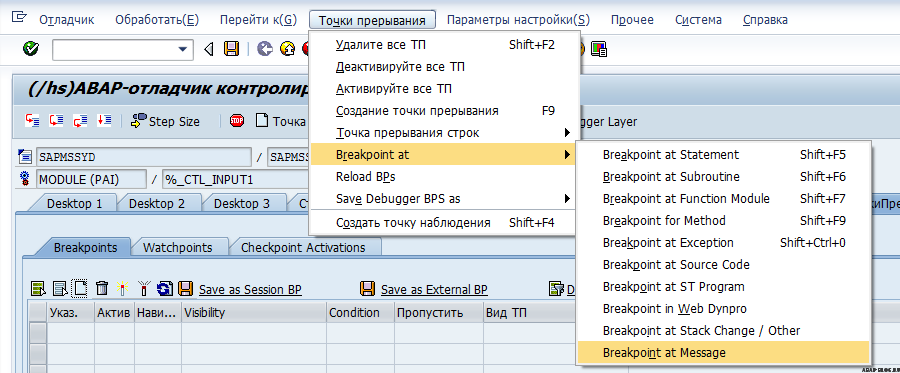 Отладчик Обработать(E) Перейти к(G) Точки прерывания Параметры настройки(S) Прочее Система Справка
Удалите все ТП Shift+F2
Деактивируйте все ТП
Активируйте все ТП
Создание точки прерывания F9
Точка прерывания строк
Breakpoint at
Reload BPs
Save Debugger BPS as
Создать точку наблюдения Shift+F4
Breakpoint at Statement Shift+F5
Breakpoint at Subroutine Shift+F6
Breakpoint at Function Module Shift+F7
Breakpoint for Method Shift+F9
Breakpoint at Exception Shift+Ctrl+0
Breakpoint at Source Code
Breakpoint at ST Program
Breakpoint in Web Dynpro
Breakpoint at Stack Change / Other
Breakpoint at Message
(/hs)ABAP-отладчик контролир
Step Size STOP Точка gger Layer
SAPMSSYD / SAPMS
MODULE (PAI) / %_CTL_INPUT1
Desktop 1 Desktop 2 Desktop 3 Ст киПре
Breakpoints Watchpoints Checkpoint Activations
Save as Session BP Save as External BP D
Указ. Актив Нави... Visibility Condition Пропустить Вид ТП